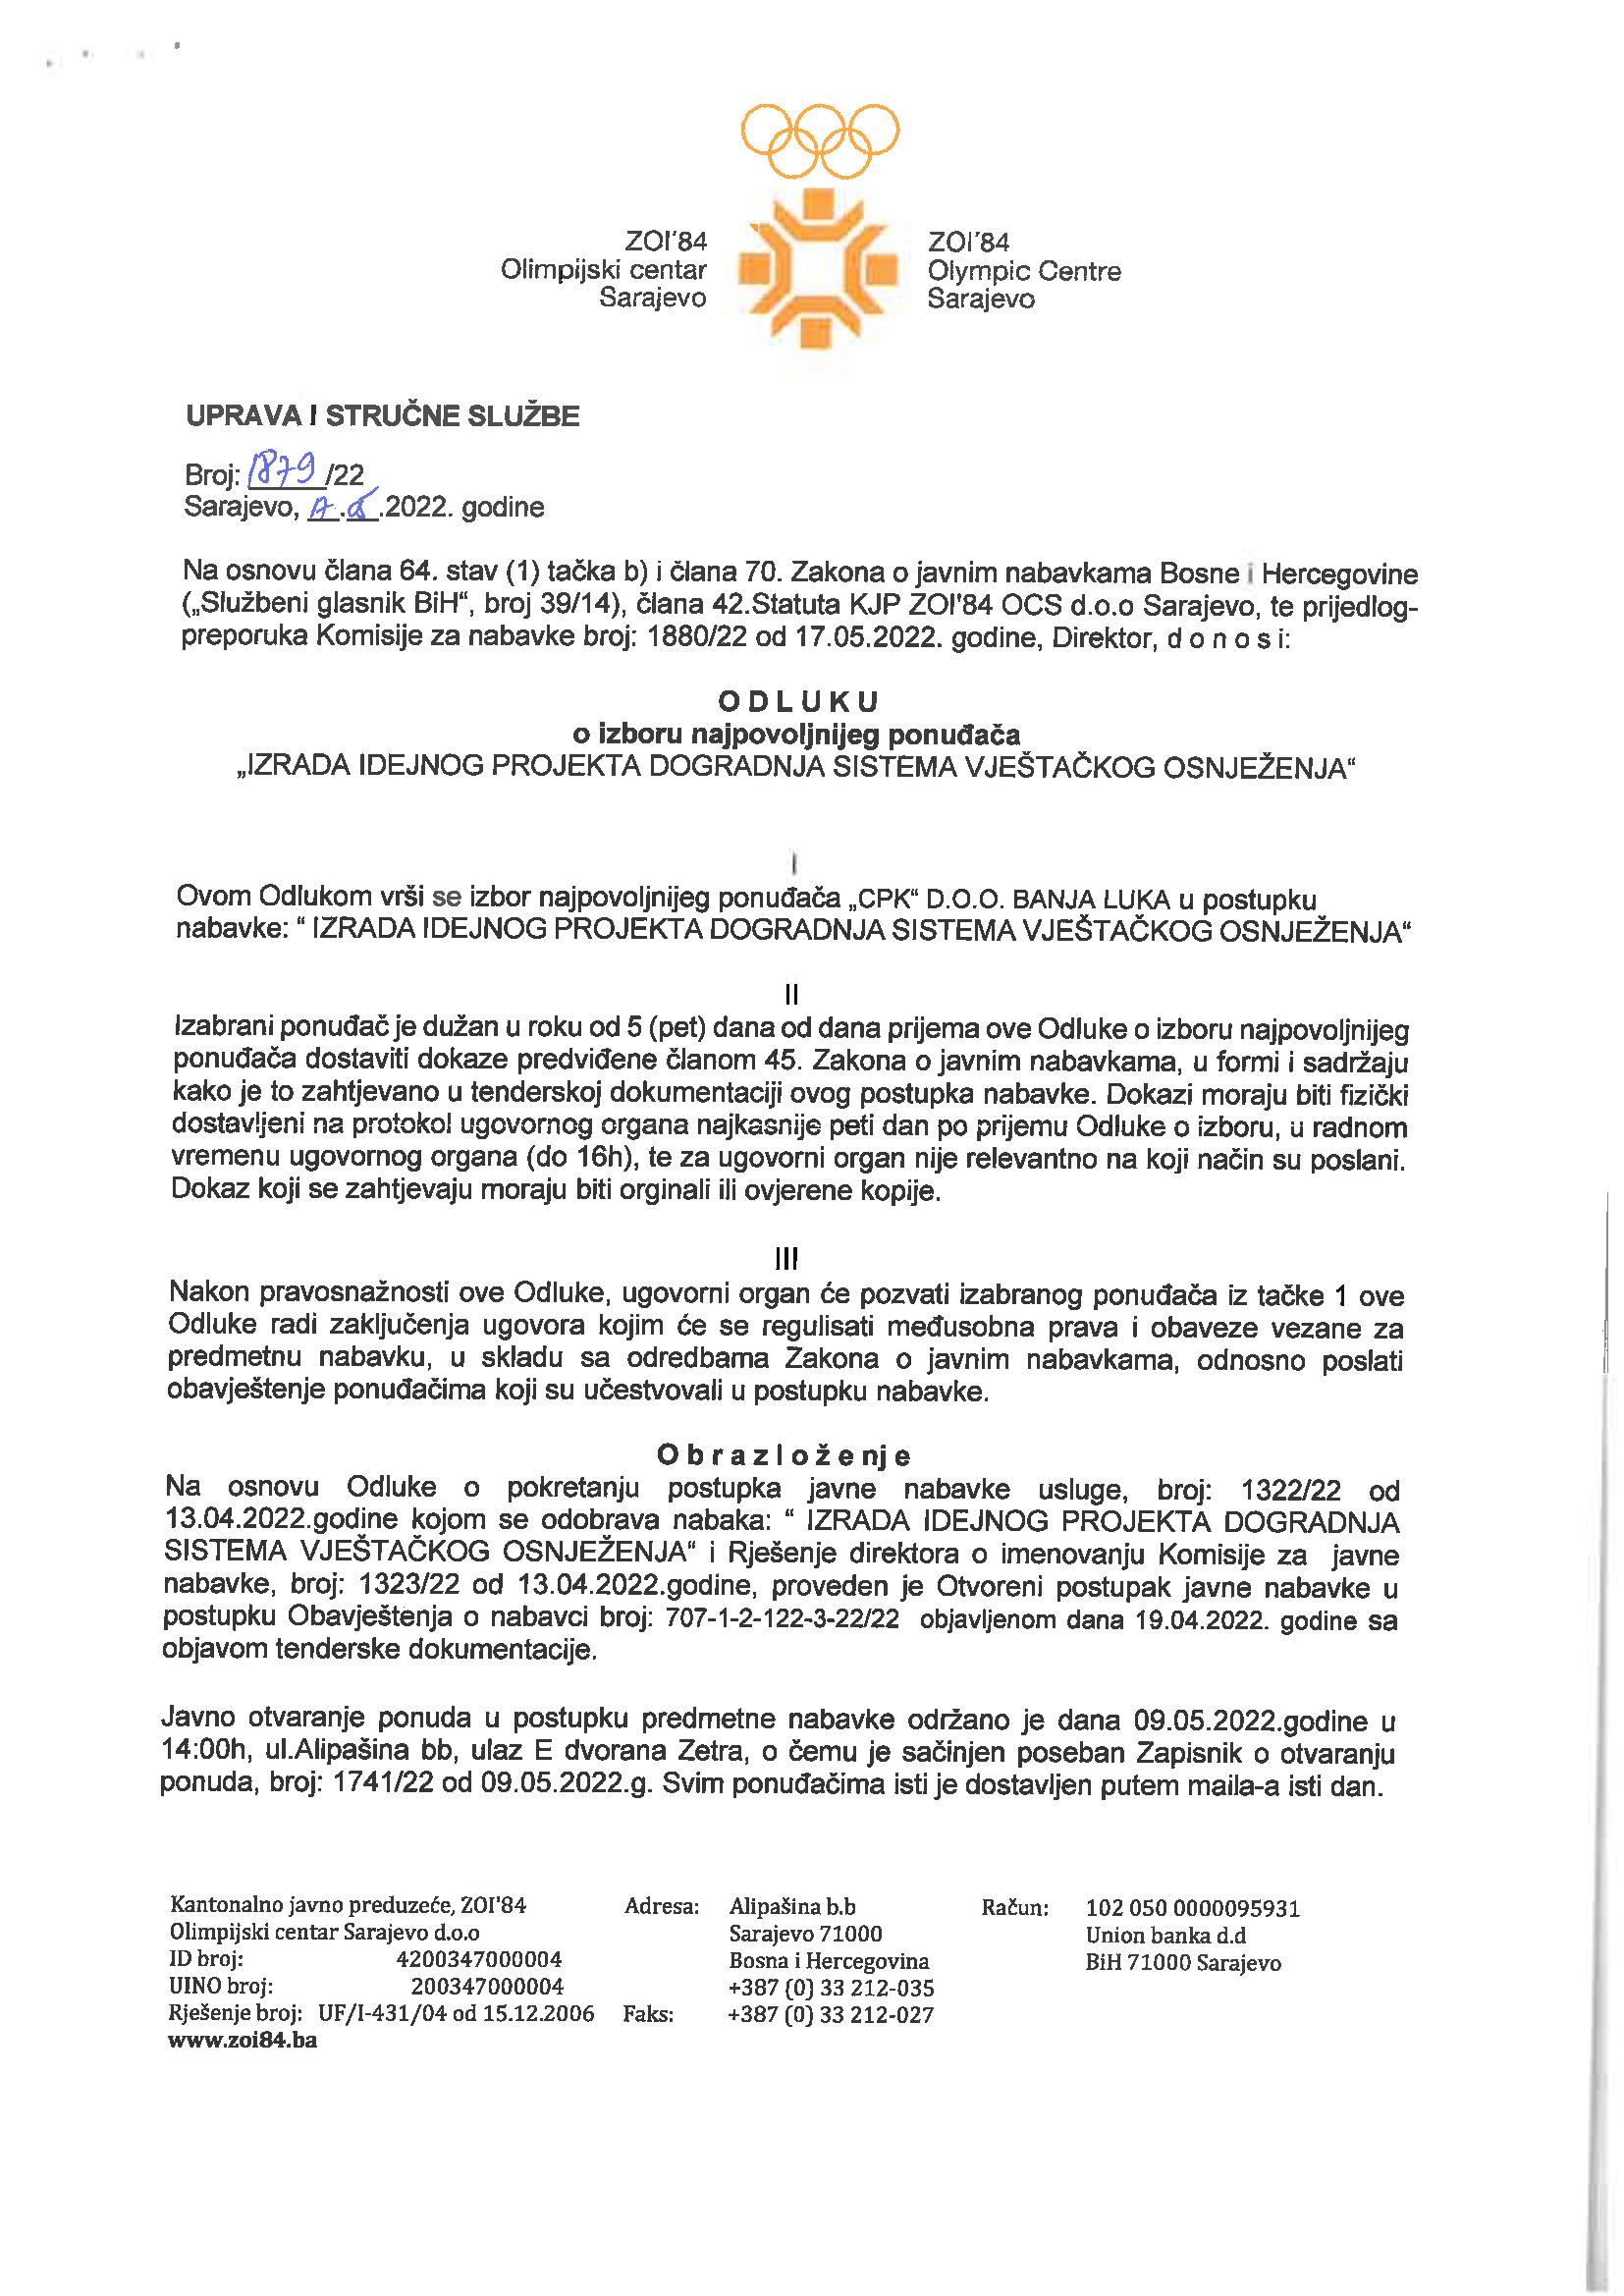 ZOI'84
Olimpijski centar
Sarajevo
ZOI'84
Olympic Centre
Sarajevo
UPRAVA I STRUČNE SLUŽBE
Broj: 1879/22
Sarajevo, .2022. godine
Na osnovu člana 64. stav (1) tačka b) i člana 70. Zakona o javnim nabavkama Bosne i Hercegovine
(„Službeni glasnik BiH“, broj 39/14), člana 42.Statuta KJP ZOI'84 OCS d.o.o Sarajevo, te prijedlog-
preporuka Komisije za nabavke broj: 1880/22 od 17.05.2022. godine, Direktor, d o n o s i:
O D L U K U
o izboru najpovoljnijeg ponuđača
„IZRADA IDEJNOG PROJEKTA DOGRADNJA SISTEMA VJEŠTAČKOG OSNJEŽENJA“
I
Ovom Odlukom vrši se izbor najpovoljnijeg ponuđača „CPK“ D.O.O. BANJA LUKA u postupku
nabavke: “ IZRADA IDEJNOG PROJEKTA DOGRADNJA SISTEMA VJEŠTAČKOG OSNJEŽENJA“
II
Izabrani ponuđač je dužan u roku od 5 (pet) dana od dana prijema ove Odluke o izboru najpovoljnijeg
ponuđača dostaviti dokaze predviđene članom 45. Zakona o javnim nabavkama, u formi i sadržaju
kako je to zahtjevano u tenderskoj dokumentaciji ovog postupka nabavke. Dokazi moraju biti fizički
dostavljeni na protokol ugovornog organa najkasnije peti dan po prijemu Odluke o izboru, u radnom
vremenu ugovornog organa (do 16h), te za ugovorni organ nije relevantno na koji način su poslani.
Dokaz koji se zahtjevaju moraju biti orginali ili ovjerene kopije.
III
Nakon pravosnažnosti ove Odluke, ugovorni organ će pozvati izabranog ponuđača iz tačke 1 ove
Odluke radi zaključenja ugovora kojim će se regulisati međusobna prava i obaveze vezane za
predmetnu nabavku, u skladu sa odredbama Zakona o javnim nabavkama, odnosno poslati
obavještenje ponuđačima koji su učestvovali u postupku nabavke.
O b r a z l o ž e nj e
Na osnovu Odluke o pokretanju postupka javne nabavke usluge, broj: 1322/22 od
13.04.2022.godine kojom se odobrava nabaka: “ IZRADA IDEJNOG PROJEKTA DOGRADNJA
SISTEMA VJEŠTAČKOG OSNJEŽENJA“ i Rješenje direktora o imenovanju Komisije za javne
nabavke, broj: 1323/22 od 13.04.2022.godine, proveden je Otvoreni postupak javne nabavke u
postupku Obavještenja o nabavci broj: 707-1-2-122-3-22/22 objavljenom dana 19.04.2022. godine sa
objavom tenderske dokumentacije.
Javno otvaranje ponuda u postupku predmetne nabavke održano je dana 09.05.2022.godine u
14:00h, ul.Alipašina bb, ulaz E dvorana Zetra, o čemu je sačinjen poseban Zapisnik o otvaranju
ponuda, broj: 1741/22 od 09.05.2022.g. Svim ponuđačima isti je dostavljen putem maila-a isti dan.
Kantonalno javno preduzeće, ZOI'84 Adresa: Alipašina b.b Račun: 102 050 0000095931
Olimpijski centar Sarajevo d.o.o Sarajevo 71000 Union banka d.d
ID broj: 4200347000004 Bosna i Hercegovina BiH 71000 Sarajevo
UINO broj: 200347000004 +387 (0) 33 212-035
Rješenje broj: UF/I-431/04 od 15.12.2006 Faks: +387 (0) 33 212-027
www.zoi84.ba